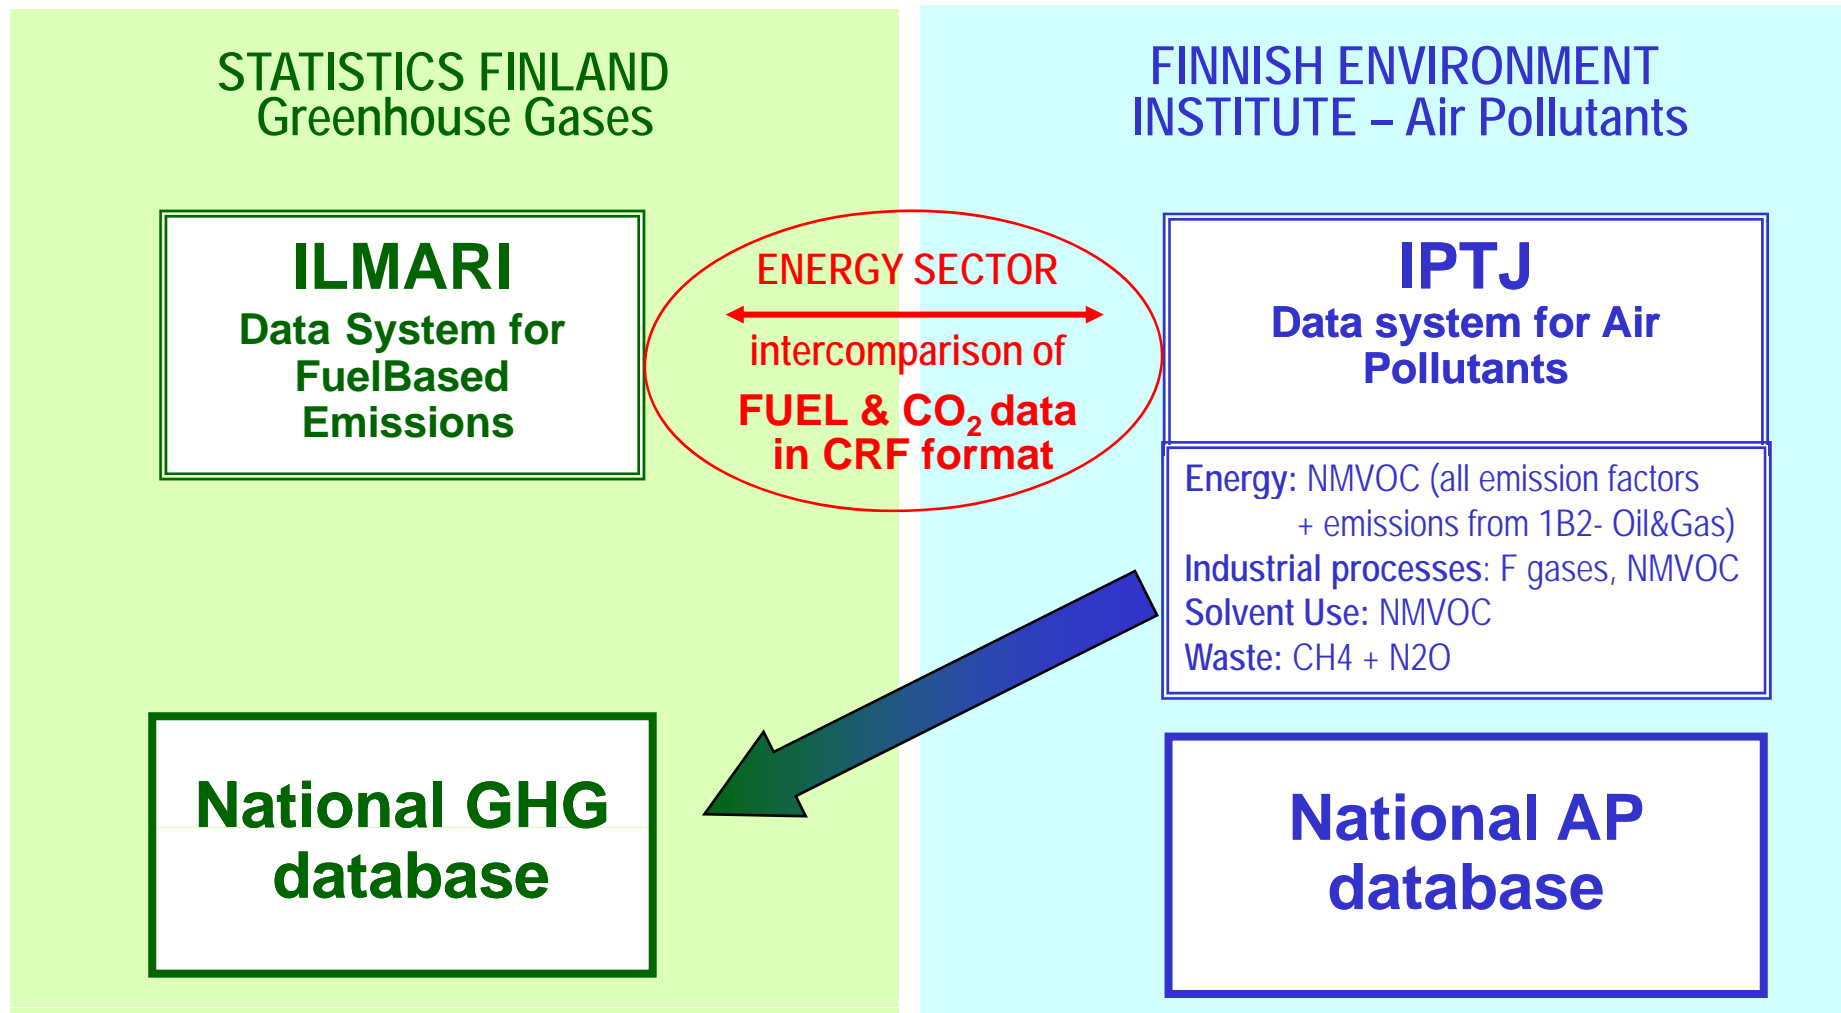 STATISTICS FINLAND
Greenhouse Gases
FINNISH ENVIRONMENT
INSTITUTE – Air Pollutants
ILMARI
Data System for
FuelBased
Emissions
ENERGY SECTOR
intercomparison of
FUEL & CO₂ data
in CRF format
IPTJ
Data system for Air
Pollutants
Energy: NMVOC (all emission factors
+ emissions from 1B2- Oil&Gas)
Industrial processes: F gases, NMVOC
Solvent Use: NMVOC
Waste: CH4 + N2O
National GHG
database
National AP
database